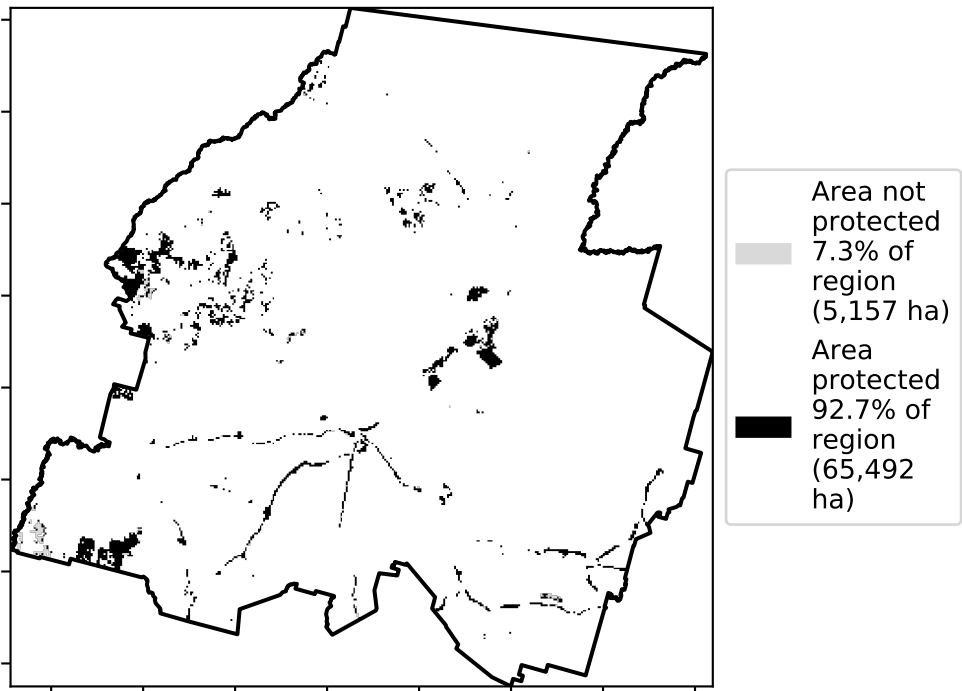 Area not
protected
7.3% of
region
(5,157 ha)
Area
protected
92.7% of
region
(65,492
ha)